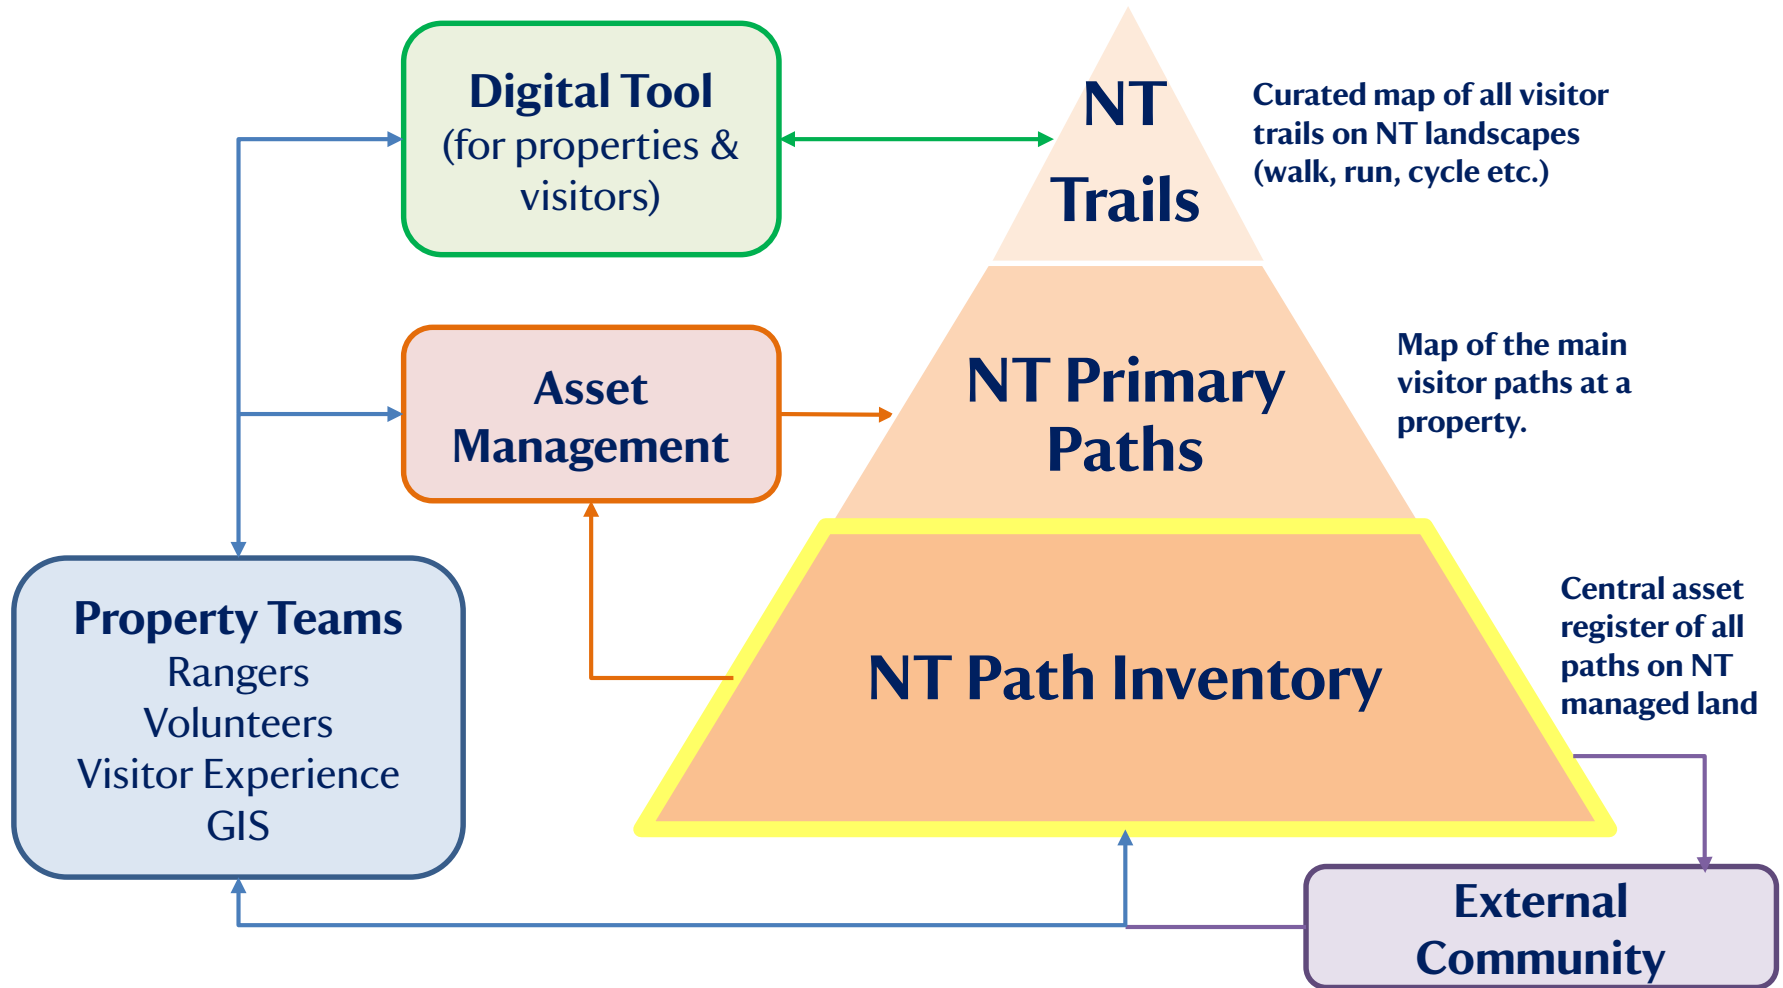 Digital Tool
(for properties &
visitors)
NT
Trails
Curated map of all visitor
trails on NT landscapes
(walk, run, cycle etc.)
Asset
Management
NT Primary
Paths
Map of the main
visitor paths at a
property.
Property Teams
Rangers
Volunteers
Visitor Experience
GIS
NT Path Inventory
Central asset
register of all
paths on NT
managed land
External
Community